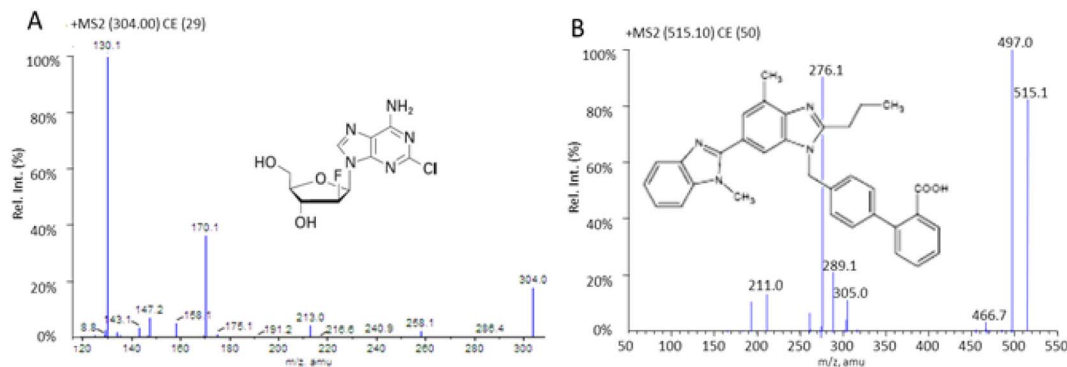 A
+MS2 (304.00) CE (29)
130.1
100%
80%
60%
40%
20%
0%
Rel. Int. (%)
NH₂
N
N
N
N
Cl
HO
O
F
OH
170.1
304.0
8.8
143.1
147.2
158.1
175.1
191.2
213.0
216.6
240.9
258.1
286.4
120 140 160 180 200 220 240 260 280 300
m/z, amu
B
+MS2 (515.10) CE (50)
497.0
515.1
276.1
100%
80%
60%
40%
20%
0%
Rel. Int. (%)
CH₃
N
CH₃
N
N
N
CH₃
COOH
289.1
211.0
305.0
466.7
50 100 150 200 250 300 350 400 450 500 550
m/z, amu